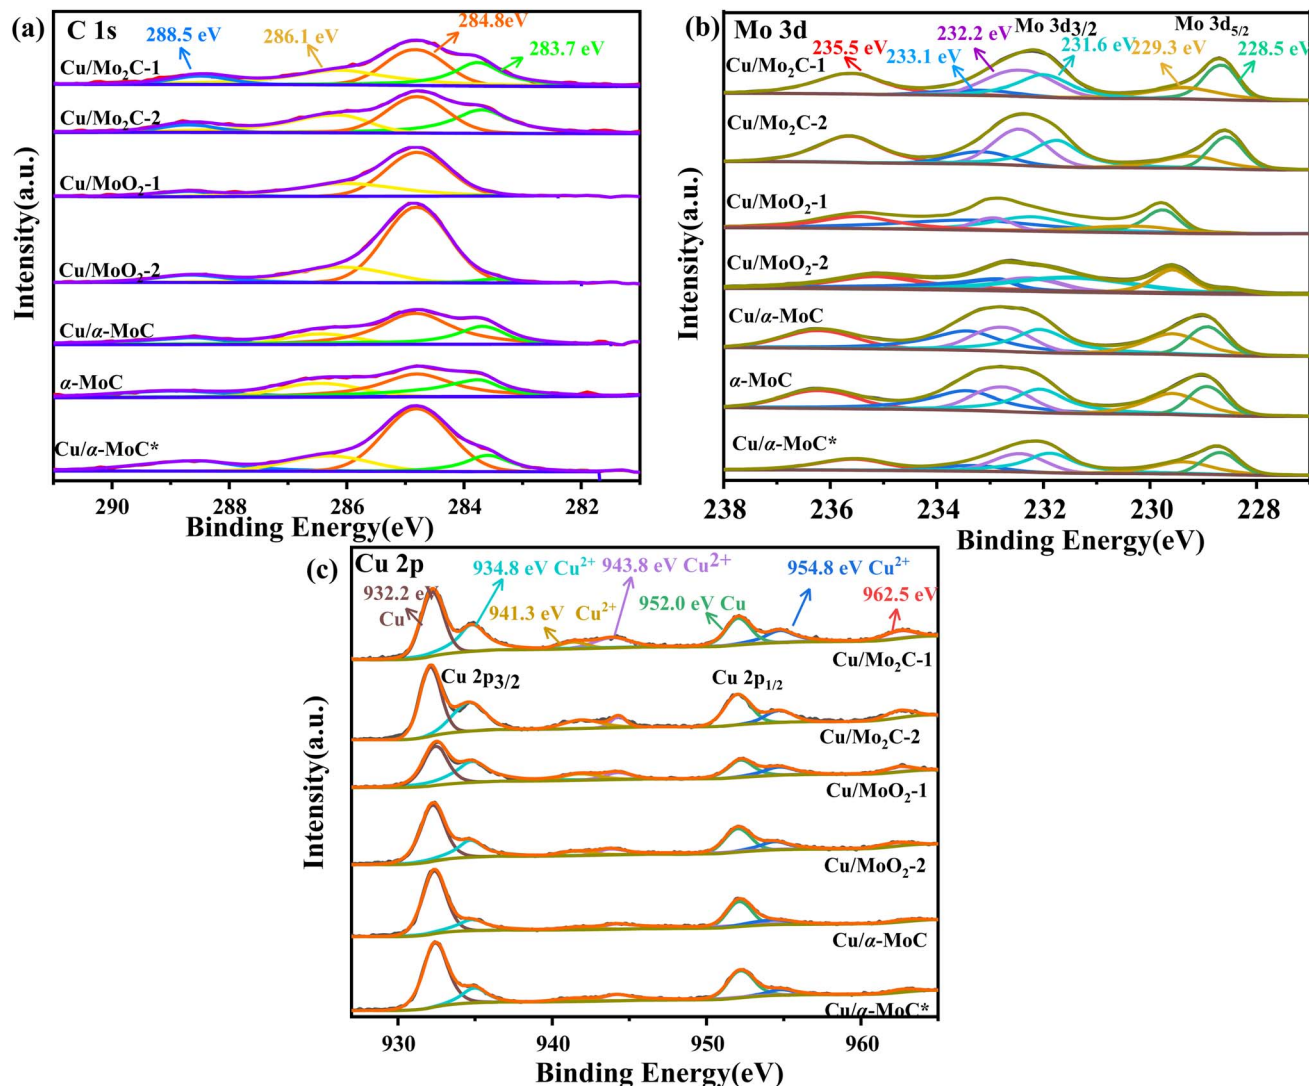 (a)
C 1s
288.5 eV
286.1 eV
284.8eV
283.7 eV
Cu/Mo₂C-1
Cu/Mo₂C-2
Cu/MoO₂-1
Cu/MoO₂-2
Cu/α-MoC
α-MoC
Cu/α-MoC*
Intensity(a.u.)
290 288 286 284 282
Binding Energy(eV)
(b)
Mo 3d
235.5 eV
233.1 eV
232.2 eV
Mo 3d3/2
231.6 eV
229.3 eV
Mo 3d5/2
228.5 eV
Cu/Mo₂C-1
Cu/Mo₂C-2
Cu/MoO₂-1
Cu/MoO₂-2
Cu/α-MoC
α-MoC
Cu/α-MoC*
Intensity(a.u.)
238 236 234 232 230 228
Binding Energy(eV)
Cu 2p
(c)
932.2 eV
Cu
934.8 eV Cu²⁺
941.3 eV Cu²⁺
943.8 eV Cu²⁺
952.0 eV Cu
954.8 eV Cu²⁺
962.5 eV
Cu/Mo₂C-1
Cu 2p3/2
Cu 2p1/2
Cu/Mo₂C-2
Cu/MoO₂-1
Cu/MoO₂-2
Cu/α-MoC
Cu/α-MoC*
Intensity(a.u.)
930 940 950 960
Binding Energy(eV)